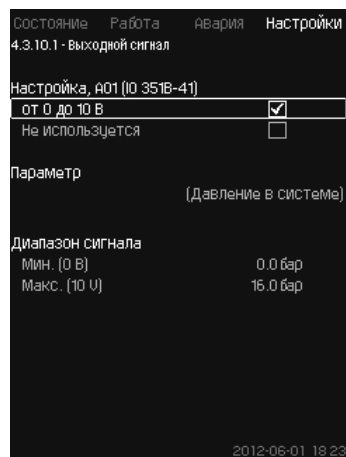 Состояние Работа Авария Настройки
4.3.10.1 - Выходной сигнал
Настройка, АО1 (IO 351B-41)
от 0 до 10 В
Не используется
Параметр
(Давление в системе)
Диапазон сигнала
Мин. (0 В) 0.0 бар
Макс. (10 V) 16.0 бар
2012-06-01 18:23